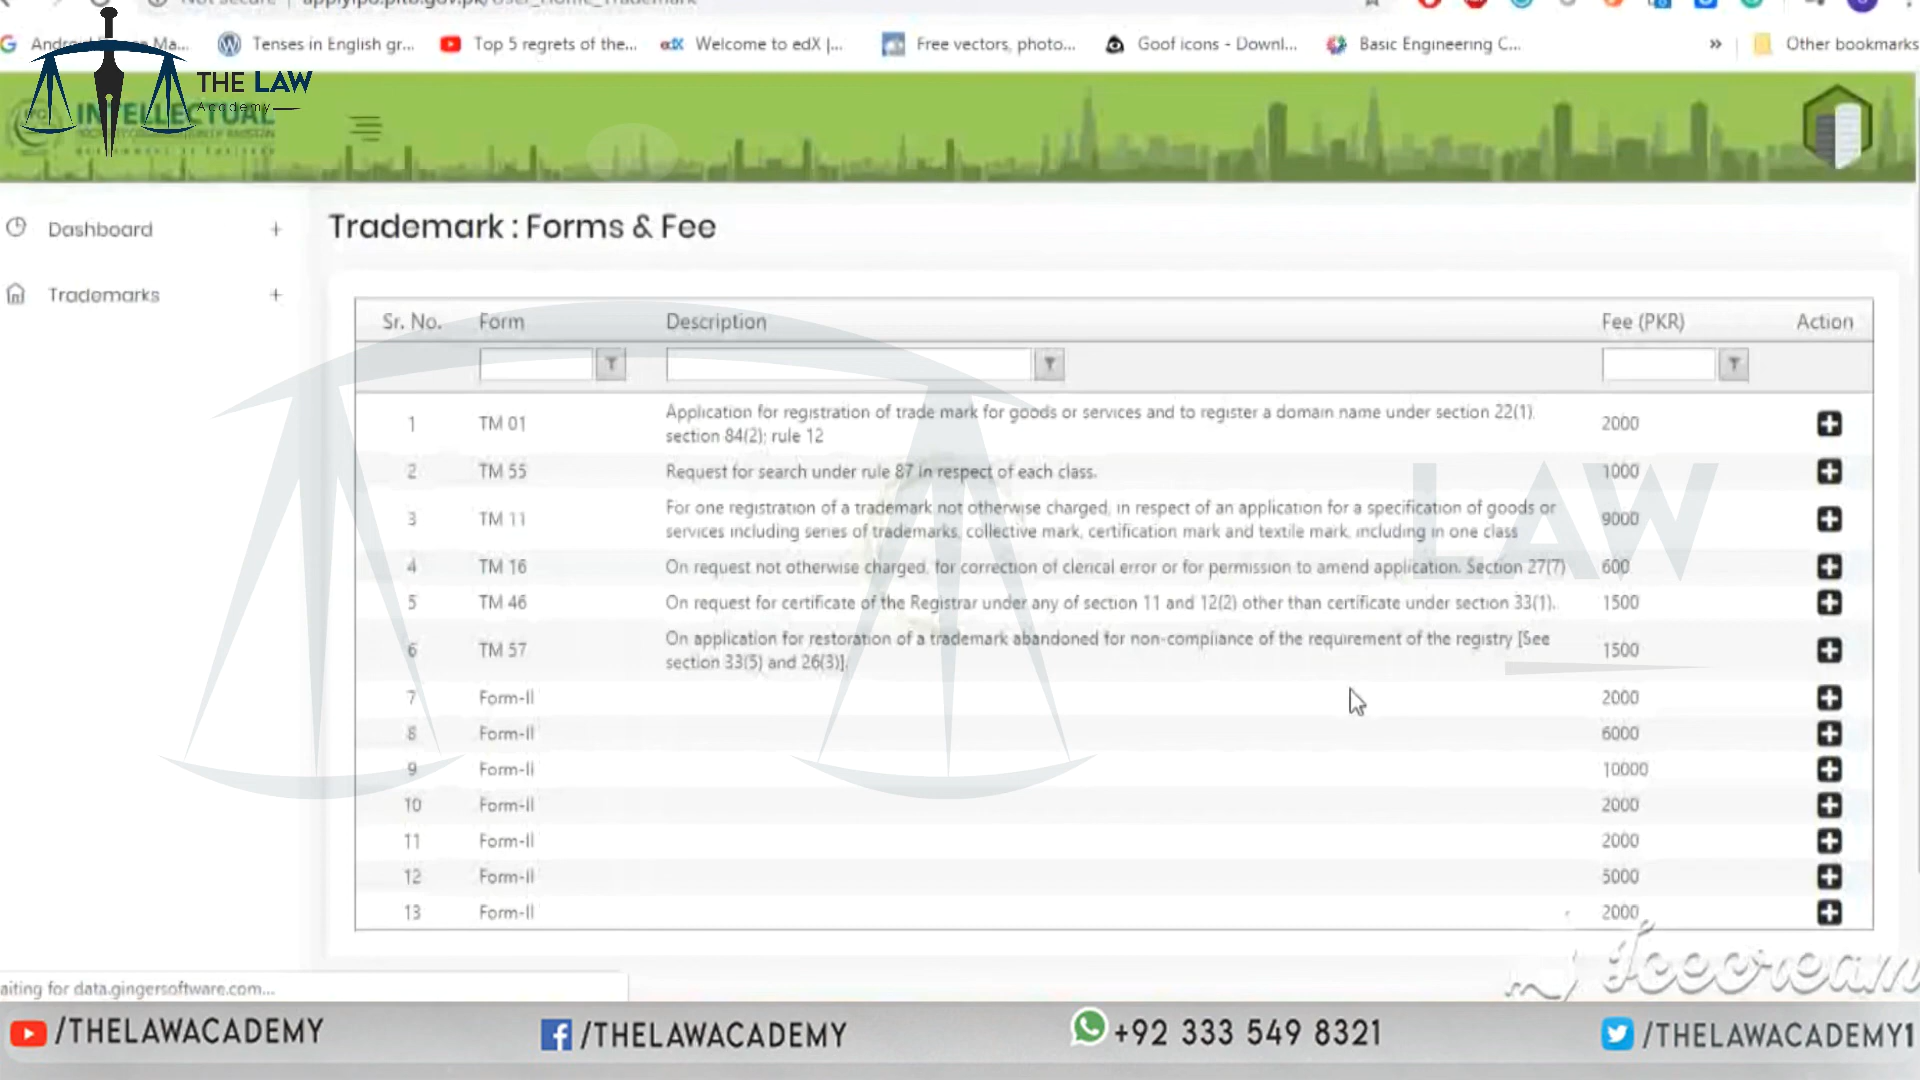 Tenses in English gr...
Top 5 regrets of the...
Welcome to edX |...
Free vectors, photo...
Goof icons - Downl...
Basic Engineering C...
»
Other bookmarks
THE LAW
Academy
INTELLECTUAL
Dashboard
Trademarks
Trademark : Forms & Fee
Sr. No. Form Description Fee (PKR) Action
1 TM 01 Application for registration of trade mark for goods or services and to register a domain name under section 22(1). 2000
section 84(2); rule 12
2 TM 55 Request for search under rule 87 in respect of each class. 1000
3 TM 11 For one registration of a trademark not otherwise charged, in respect of an application for a specification of goods or 9000
services including series of trademarks, collective mark, certification mark and textile mark, including in one class
4 TM 16 On request not otherwise charged, for correction of clerical error or for permission to amend application. Section 27(7) 600
5 TM 46 On request for certificate of the Registrar under any of section 11 and 12(2) other than certificate under section 33(1). 1500
6 TM 57 On application for restoration of a trademark abandoned for non-compliance of the requirement of the registry [See 1500
section 33(5) and 26(3)].
7 Form-II 2000
8 Form-II 6000
9 Form-II 10000
10 Form-II 2000
11 Form-II 2000
12 Form-II 5000
13 Form-II 2000
LAW
Icecream
aiting for data.gingersoftware.com...
/THELAWACADEMY
/THELAWACADEMY
+92 333 549 8321
/THELAWACADEMY1